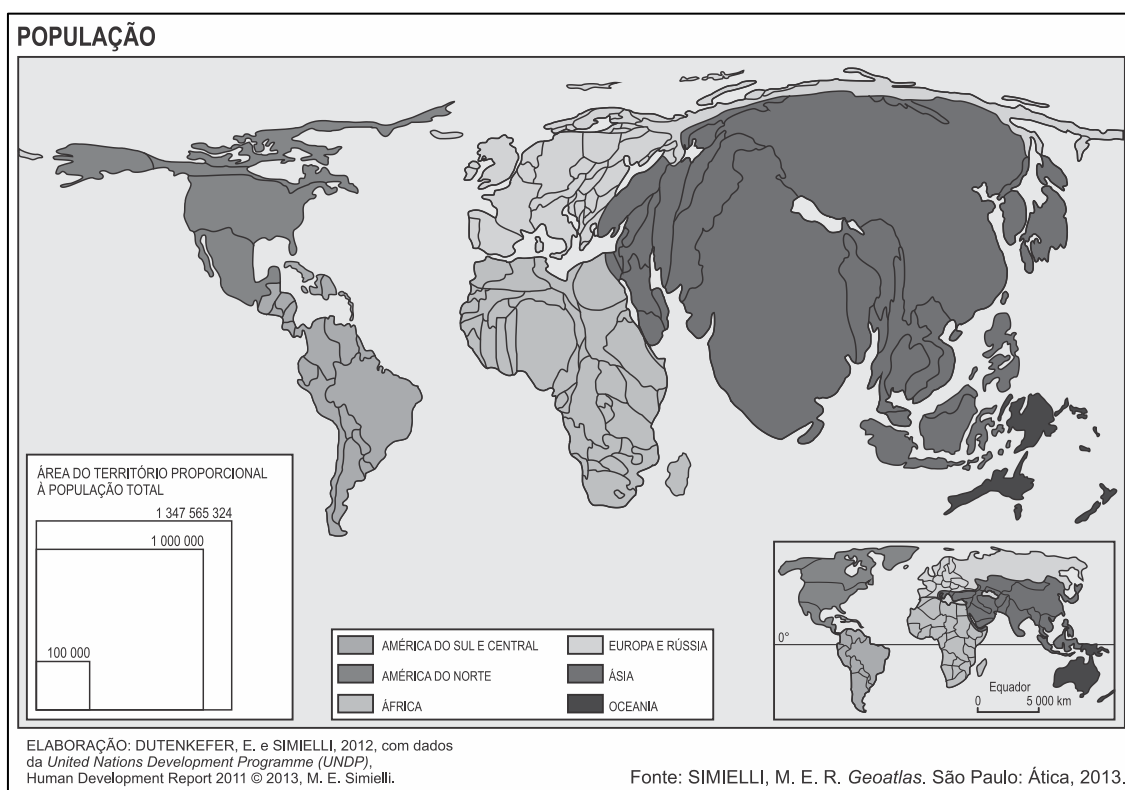 POPULAÇÃO
ÁREA DO TERRITÓRIO PROPORCIONAL
À POPULAÇÃO TOTAL
1 347 565 324
1 000 000
100 000
AMÉRICA DO SUL E CENTRAL
AMÉRICA DO NORTE
ÁFRICA
EUROPA E RÚSSIA
ÁSIA
OCEANIA
0°
Equador
0 5 000 km
ELABORAÇÃO: DUTENKEFER, E. e SIMIELLI, 2012, com dados
da United Nations Development Programme (UNDP),
Human Development Report 2011 © 2013, M. E. Simielli.
Fonte: SIMIELLI, M. E. R. Geoatlas. São Paulo: Ática, 2013.